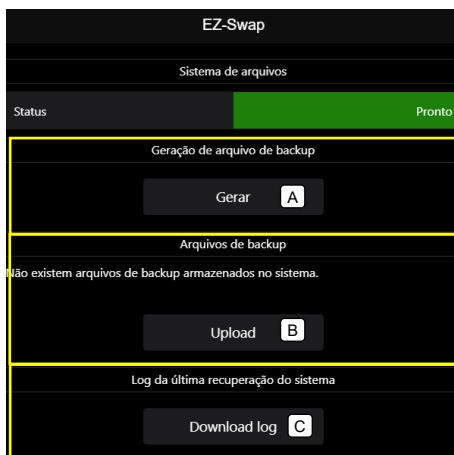 EZ-Swap
Sistema de arquivos
Status Pronto
Geração de arquivo de backup
Gerar A
Arquivos de backup
Não existem arquivos de backup armazenados no sistema.
Upload B
Log da última recuperação do sistema
Download log C